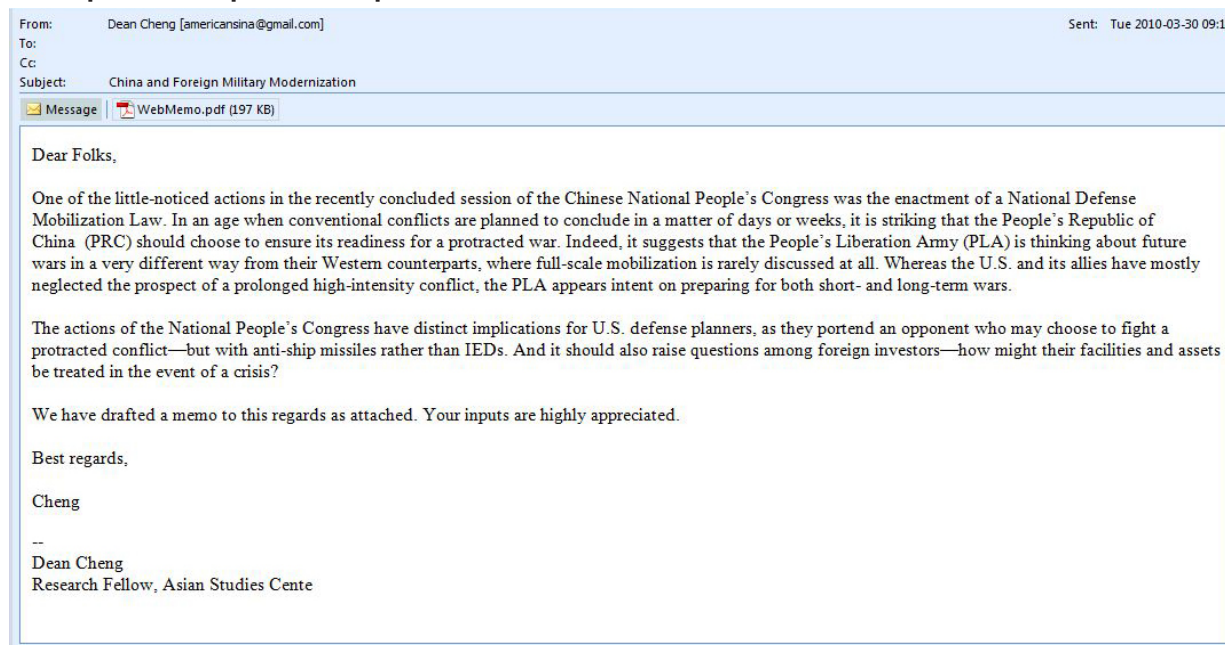 From: Dean Cheng [americansina@gmail.com] Sent: Tue 2010-03-30 09:1
To:
Cc:
Subject: China and Foreign Military Modernization
Message WebMemo.pdf (197 KB)
Dear Folks,
One of the little-noticed actions in the recently concluded session of the Chinese National People's Congress was the enactment of a National Defense
Mobilization Law. In an age when conventional conflicts are planned to conclude in a matter of days or weeks, it is striking that the People's Republic of
China (PRC) should choose to ensure its readiness for a protracted war. Indeed, it suggests that the People's Liberation Army (PLA) is thinking about future
wars in a very different way from their Western counterparts, where full-scale mobilization is rarely discussed at all. Whereas the U.S. and its allies have mostly
neglected the prospect of a prolonged high-intensity conflict, the PLA appears intent on preparing for both short- and long-term wars.
The actions of the National People's Congress have distinct implications for U.S. defense planners, as they portend an opponent who may choose to fight a
protracted conflict—but with anti-ship missiles rather than IEDs. And it should also raise questions among foreign investors—how might their facilities and assets
be treated in the event of a crisis?
We have drafted a memo to this regards as attached. Your inputs are highly appreciated.
Best regards,
Cheng
--
Dean Cheng
Research Fellow, Asian Studies Cente